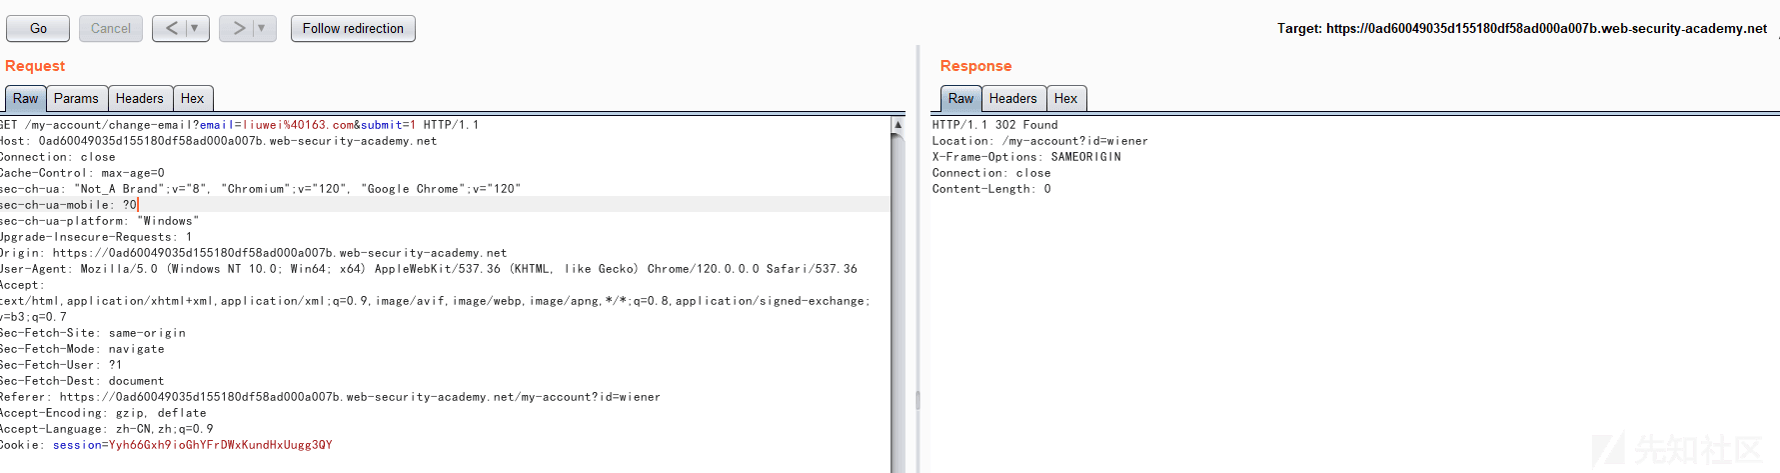 Go Cancel < > Follow redirection Target: https://0ad60049035d155180df58ad000a007b.web-security-academy.net
Request
Raw Params Headers Hex
GET /my-account/change-email?email=liuwei%40163.com&submit=1 HTTP/1.1
Host: 0ad60049035d155180df58ad000a007b.web-security-academy.net
Connection: close
Cache-Control: max-age=0
sec-ch-ua: "Not_A Brand";v="8", "Chromium";v="120", "Google Chrome";v="120"
sec-ch-ua-mobile: ?0
sec-ch-ua-platform: "Windows"
Upgrade-Insecure-Requests: 1
Origin: https://0ad60049035d155180df58ad000a007b.web-security-academy.net
User-Agent: Mozilla/5.0 (Windows NT 10.0; Win64; x64) AppleWebKit/537.36 (KHTML, like Gecko) Chrome/120.0.0.0 Safari/537.36
Accept:
text/html,application/xhtml+xml,application/xml;q=0.9,image/avif,image/webp,image/apng,*/*;q=0.8,application/signed-exchange;
v=b3;q=0.7
Sec-Fetch-Site: same-origin
Sec-Fetch-Mode: navigate
Sec-Fetch-User: ?1
Sec-Fetch-Dest: document
Referer: https://0ad60049035d155180df58ad000a007b.web-security-academy.net/my-account?id=wiener
Accept-Encoding: gzip, deflate
Accept-Language: zh-CN,zh;q=0.9
Cookie: session=Yyh66Gxh9ioGhYFrDWxKundHxUugg3QY
Response
Raw Headers Hex
HTTP/1.1 302 Found
Location: /my-account?id=wiener
X-Frame-Options: SAMEORIGIN
Connection: close
Content-Length: 0
先知社区